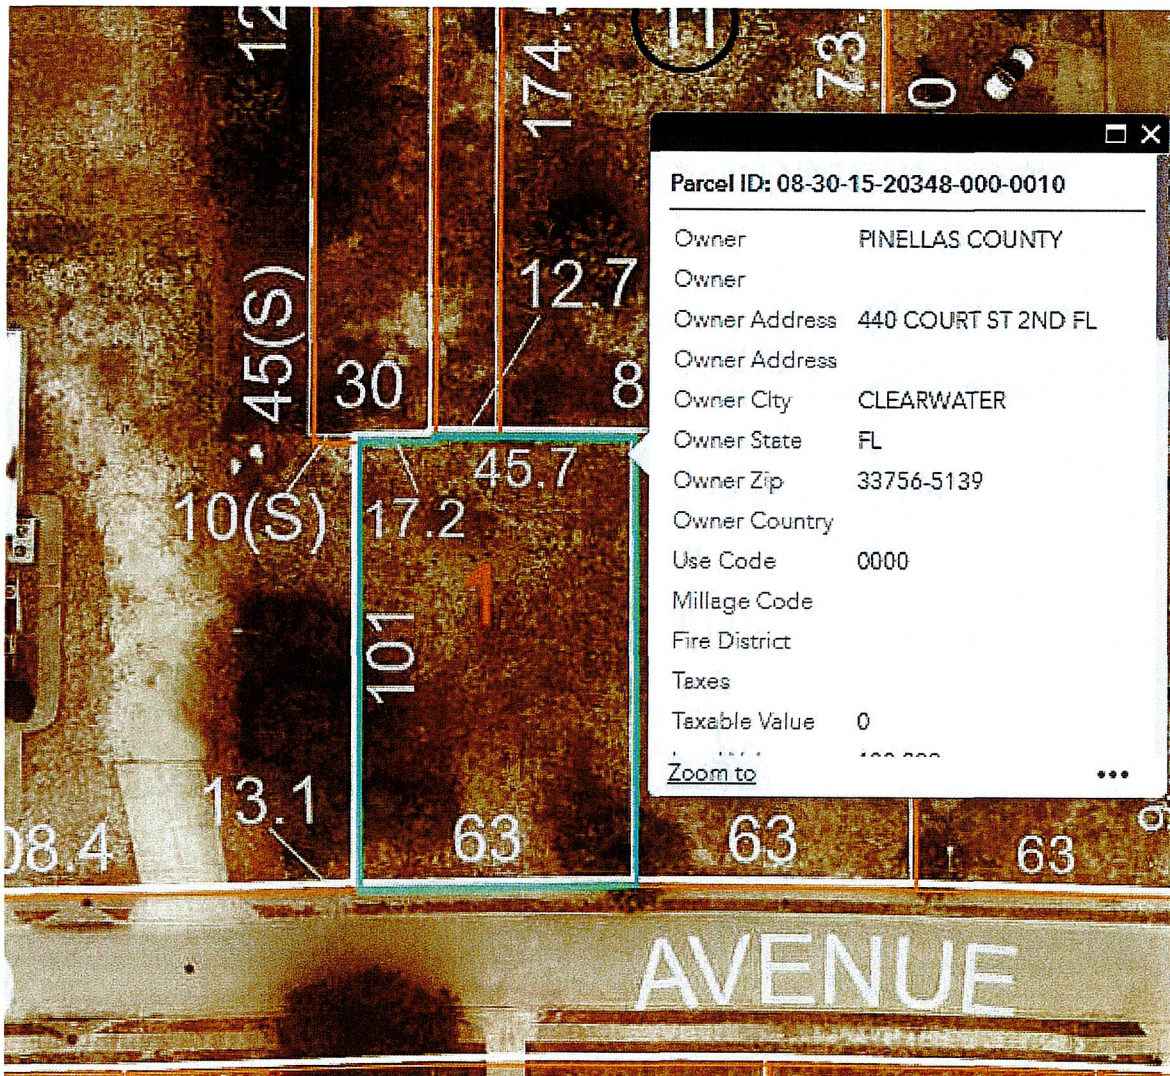 174.
73.
0
Parcel ID: 08-30-15-20348-000-0010
Owner PINELLAS COUNTY
Owner
Owner Address 440 COURT ST 2ND FL
Owner Address
Owner City CLEARWATER
Owner State FL
Owner Zip 33756-5139
Owner Country
Use Code 0000
Millage Code
Fire District
Taxes
Taxable Value 0
Zoom to
12
11
45(S)
12.7
30
8
45.7
10(S)
17.2
1
101
13.1
08.4
63
63
63
AVENUE